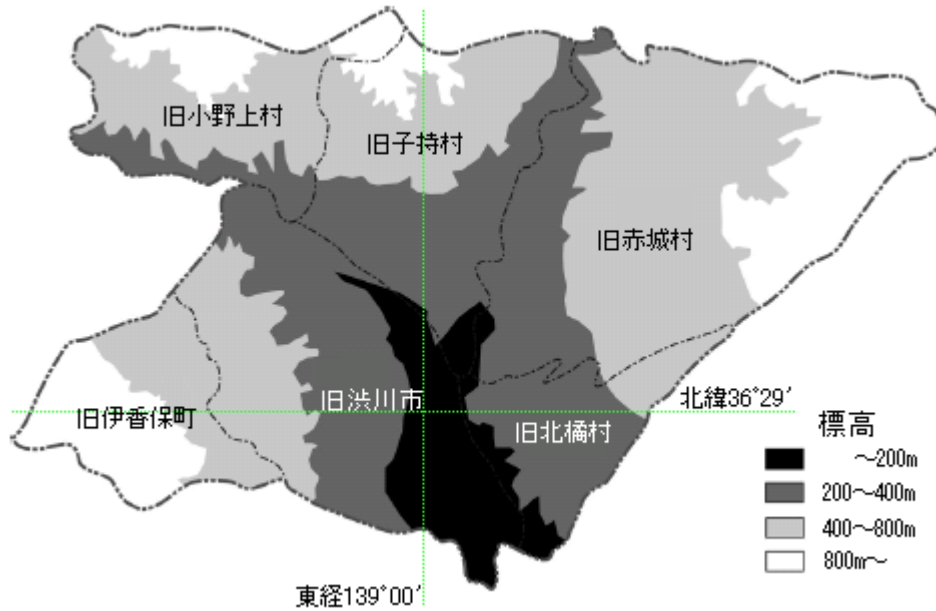 旧小野上村
旧子持村
旧赤城村
北緯36°29′
旧伊香保町
旧渋川市
旧北橘村
標高
～200m
200～400m
400～800m
800m～
東経139°00′